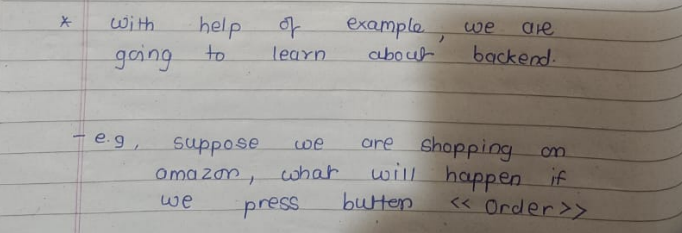 * with help of example, we are
going to learn about backend.
- e.g, suppose we are shopping on
amazon, what will happen if
we press button << Order >>